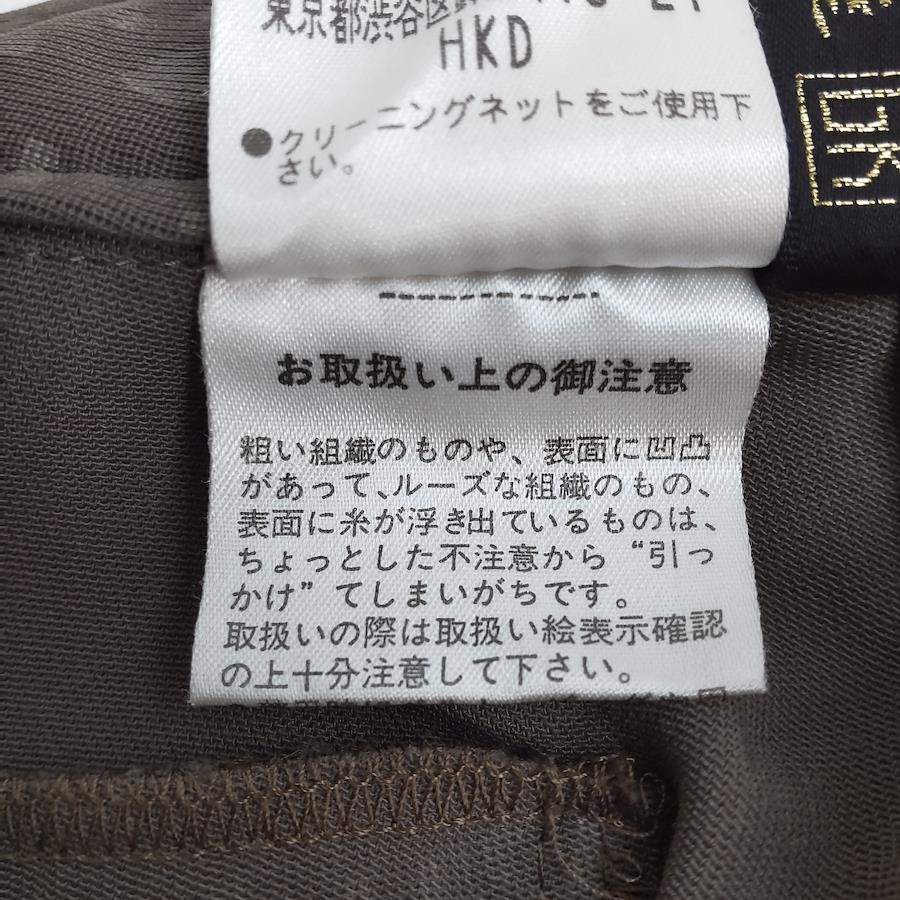 東京都渋谷区
HKD
●クリーニングネットをご使用下
さい。
お取扱い上の御注意
粗い組織のものや、表面に凹凸
があって、ルーズな組織のもの、
表面に糸が浮き出ているものは、
ちょっとした不注意から“引っ
かけ”てしまいがちです。
取扱いの際は取扱い絵表示確認
の上十分注意して下さい。